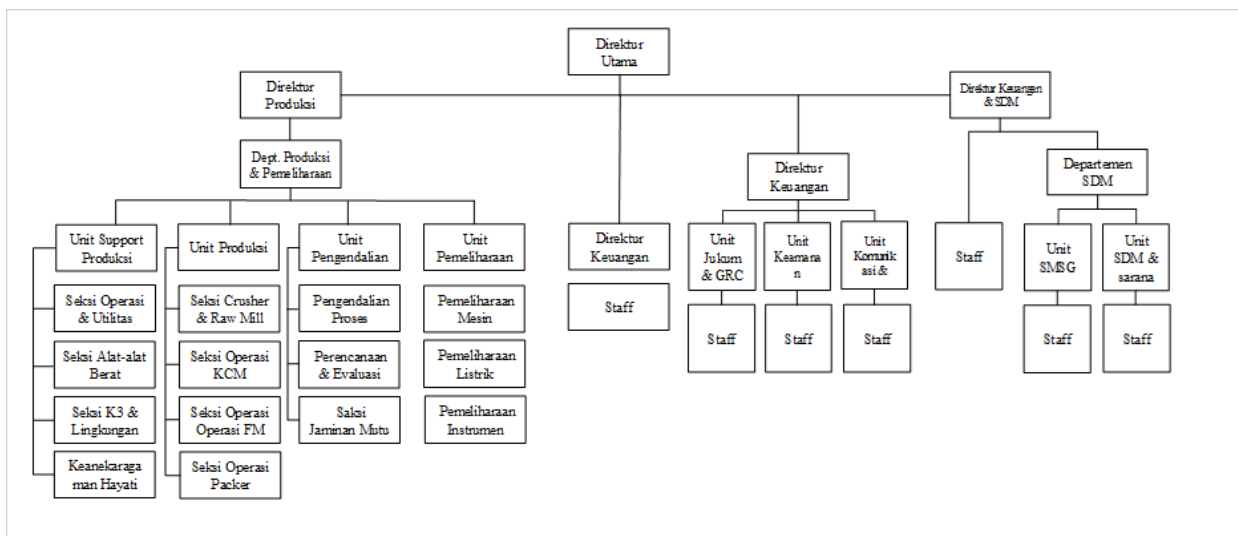 Direktur
Utama
Direktur
Produksi
Direktur Keuangan
& SDM
Dept. Produksi
& Pemeliharaan
Direktur
Keuangan
Departemen
SDM
Unit Support
Produksi
Unit Produksi
Unit
Pengendalian
Unit
Pemeliharaan
Direktur
Keuangan
Unit
Jukum
& GRC
Unit
Keamana
n
Unit
Komunik
asi &
Staff
Unit
SMSG
Unit
SDM &
sarana
Seksi Operasi
& Utilitas
Seksi Crusher
& Raw Mill
Pengendalian
Proses
Pemeliharaan
Mesin
Staff
Staff
Staff
Staff
Staff
Staff
Seksi Alat-alat
Berat
Seksi Operasi
KCM
Perencanaan
& Evaluasi
Pemeliharaan
Listrik
Seksi K3 &
Lingkungan
Seksi Operasi
Operasi FM
Saksi
Jaminan Mutu
Pemeliharaan
Instrumen
Keanekaraga
man Hayati
Seksi Operasi
Packer